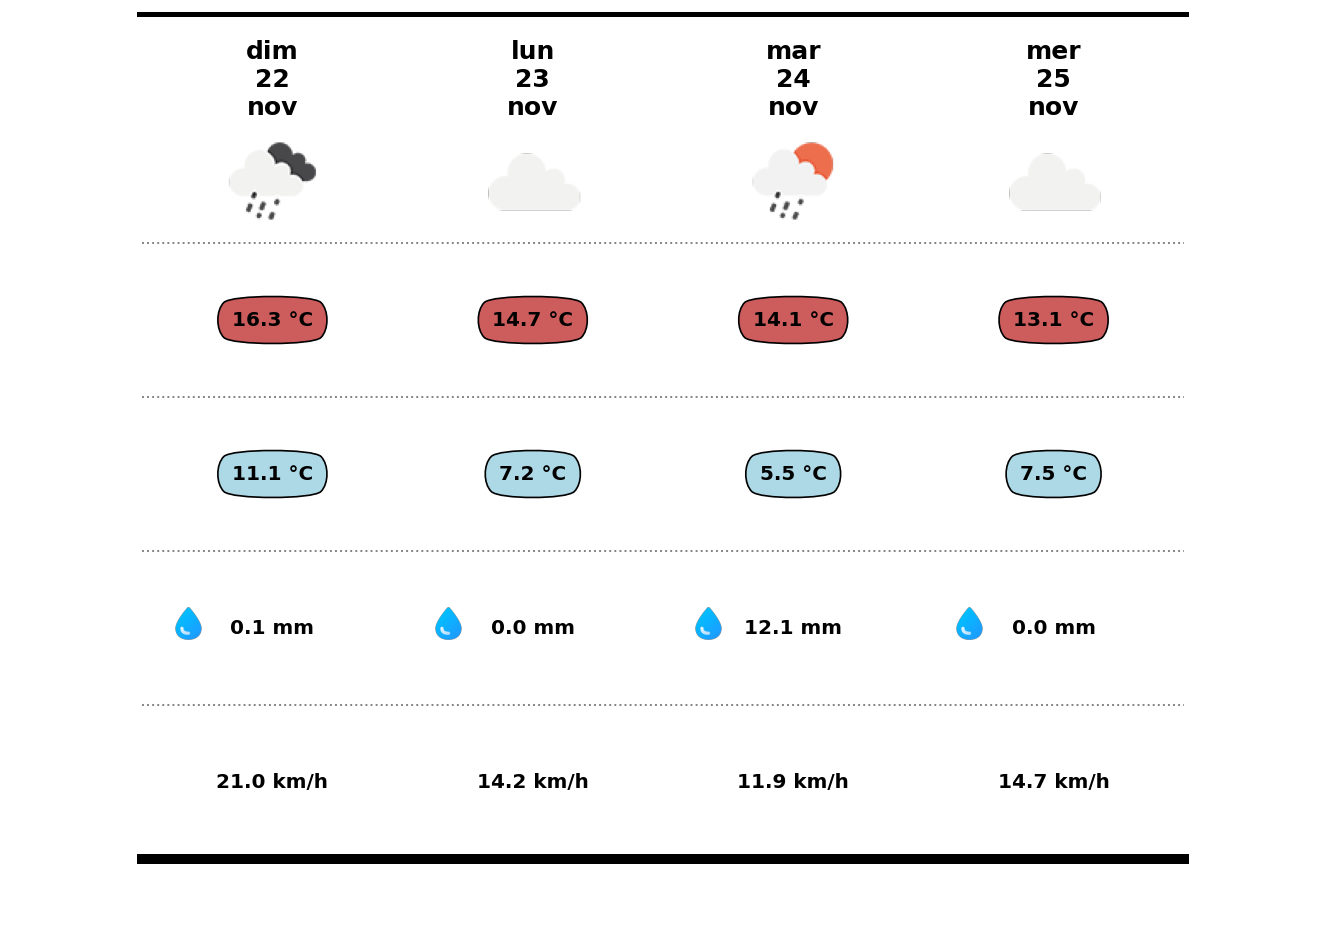 dim
22
nov
lun
23
nov
mar
24
nov
mer
25
nov
16.3 °C
14.7 °C
14.1 °C
13.1 °C
11.1 °C
7.2 °C
5.5 °C
7.5 °C
0.1 mm
0.0 mm
12.1 mm
0.0 mm
21.0 km/h
14.2 km/h
11.9 km/h
14.7 km/h